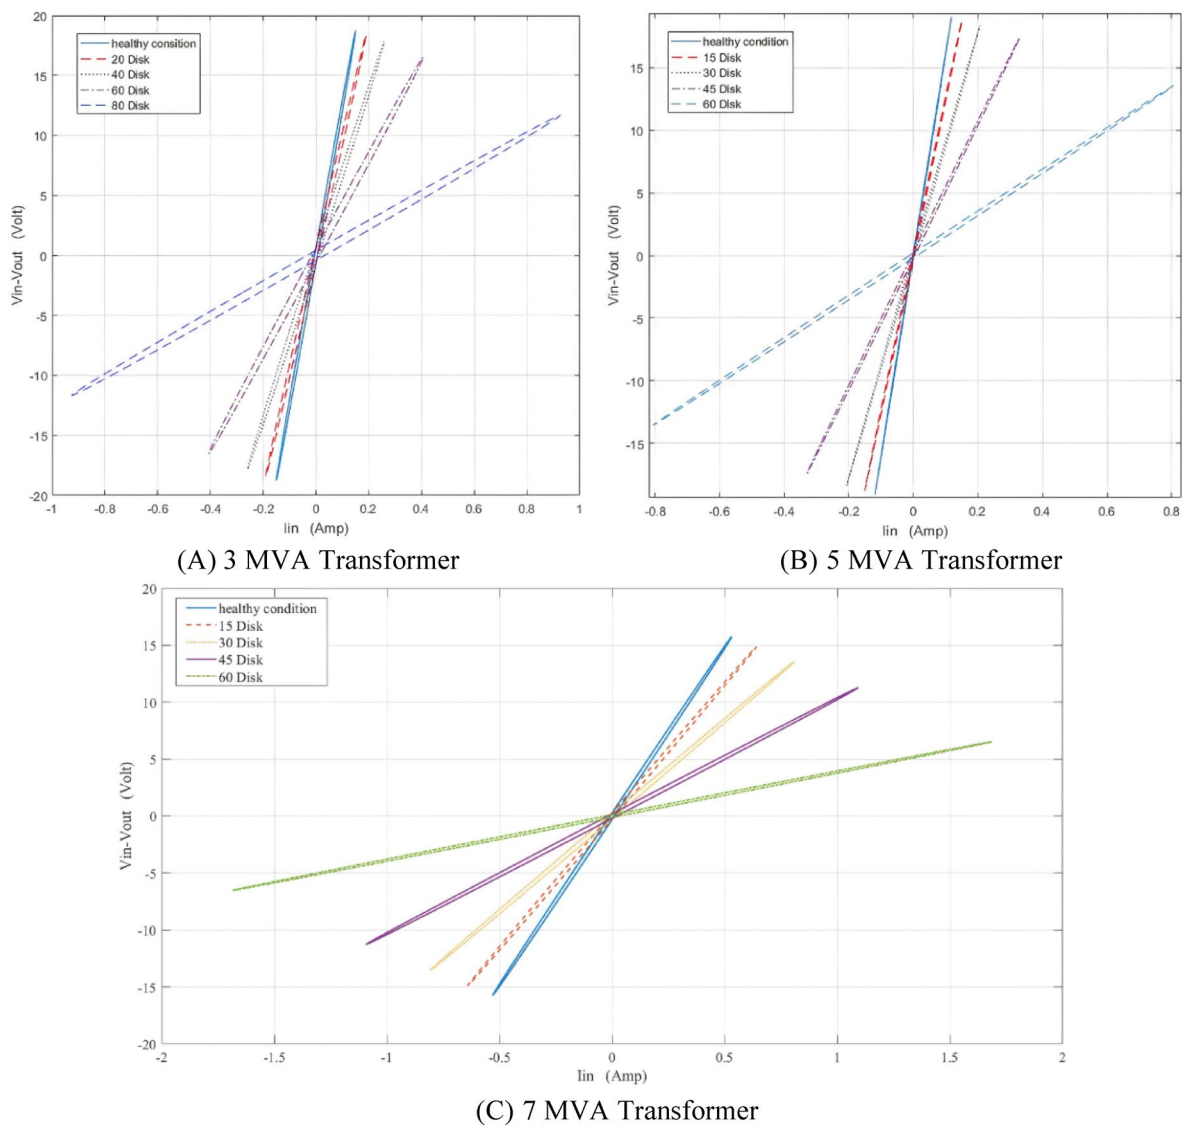 20
15
10
5
0
-5
-10
-15
-20
Vin-Vout (Volt)
healthy consition
20 Disk
40 Disk
60 Disk
80 Disk
-1 -0.8 -0.6 -0.4 -0.2 0 0.2 0.4 0.6 0.8 1
Iin (Amp)
(A) 3 MVA Transformer
15
10
5
0
-5
-10
-15
Vin-Vout (Volt)
healthy condition
15 Disk
30 Disk
45 Disk
60 Disk
-0.8 -0.6 -0.4 -0.2 0 0.2 0.4 0.6 0.8
Iin (Amp)
(B) 5 MVA Transformer
20
15
10
5
0
-5
-10
-15
-20
Vin-Vout (Volt)
healthy condition
15 Disk
30 Disk
45 Disk
60 Disk
-2 -1.5 -1 -0.5 0 0.5 1 1.5 2
Iin (Amp)
(C) 7 MVA Transformer